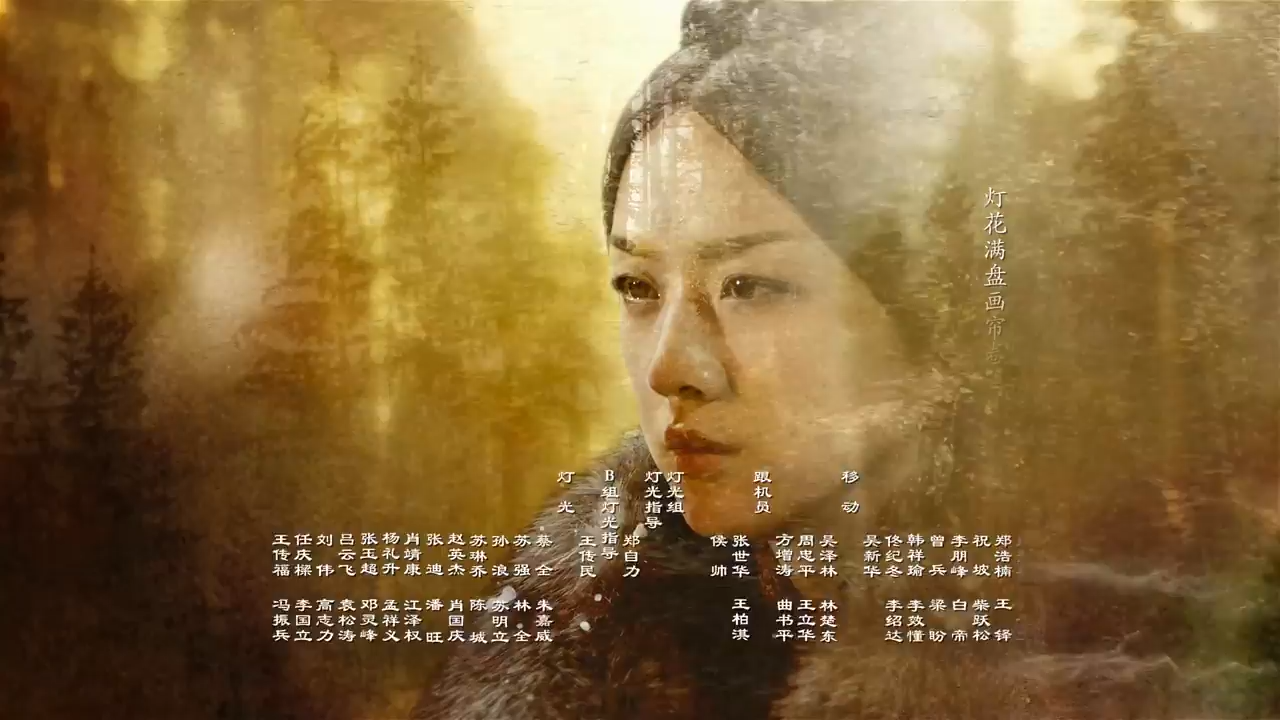 灯花满盘画帘
移动
郑浩楠
祝坡
李朋峰
曾兵
韩祥瑜
佟纪冬
吴新华
王铎
柴跃松
白帝
梁盼
李效懂
李绍达
跟机员
吴泽林
周忠平
方增涛
张世华
侯帅
林楚东
王立华
曲书平
王柏淇
灯光组
灯光指导
郑自力
B组灯光指导
王传民
灯光
蔡全
苏强
孙浪
苏琳乔
赵英杰
张迪
肖靖康
杨礼升
张玉超
吕云飞
刘伟
任庆樑
王传福
朱嘉威
林全
苏明立
陈城
肖国庆
潘旺
江泽权
孟祥义
邓灵峰
袁松涛
高志力
李国立
冯振兵